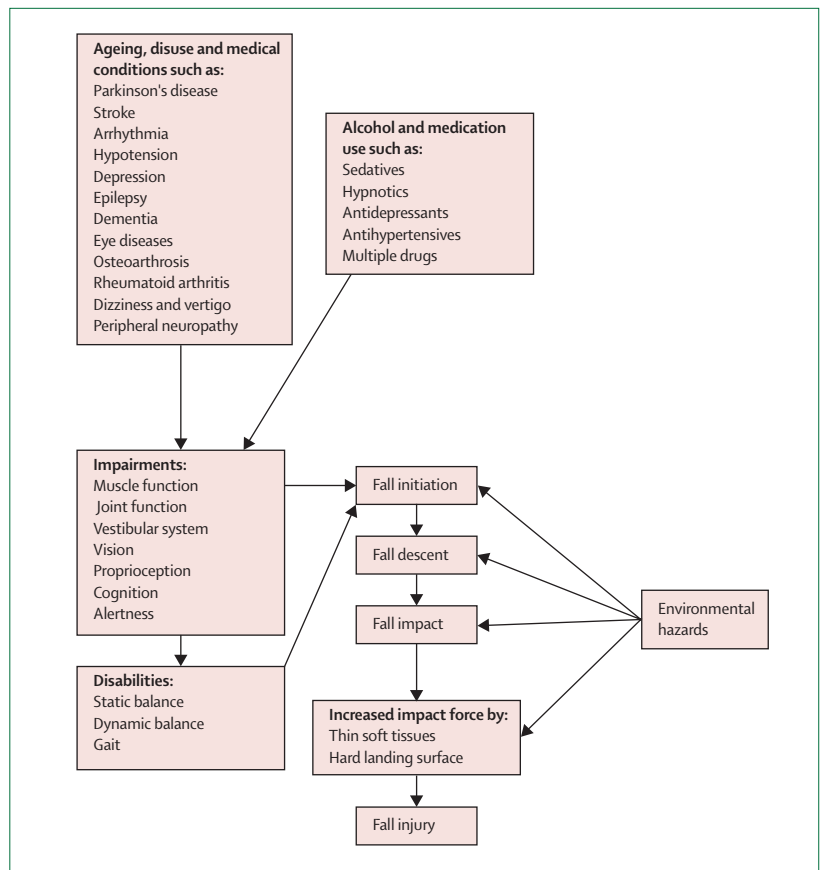 Ageing, disuse and medical
conditions such as:
Parkinson's disease
Stroke
Arrhythmia
Hypotension
Depression
Epilepsy
Dementia
Eye diseases
Osteoarthrosis
Rheumatoid arthritis
Dizziness and vertigo
Peripheral neuropathy
Alcohol and medication
use such as:
Sedatives
Hypnotics
Antidepressants
Antihypertensives
Multiple drugs
Impairments:
Muscle function
Joint function
Vestibular system
Vision
Proprioception
Cognition
Alertness
Disabilities:
Static balance
Dynamic balance
Gait
Fall initiation
Fall descent
Fall impact
Increased impact force by:
Thin soft tissues
Hard landing surface
Fall injury
Environmental
hazards